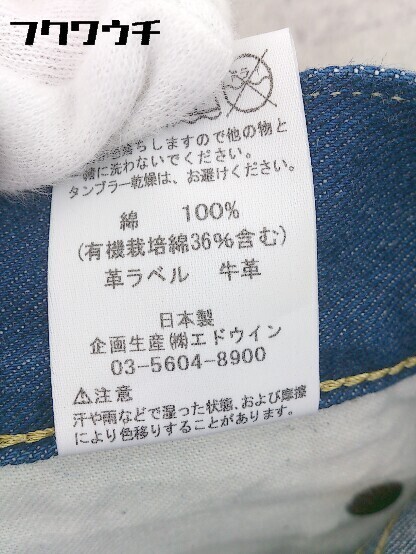 フクワウチ
落ちしますので他の物と
一緒に洗わないでください。
タンブラー乾燥は、お避けください。
綿 100%
(有機栽培綿36%含む)
革ラベル 牛革
日本製
企画生産 ㈱エドウイン
03-5604-8900
⚠注意
汗や雨などで湿った状態、および摩擦
により色移りすることがあります。